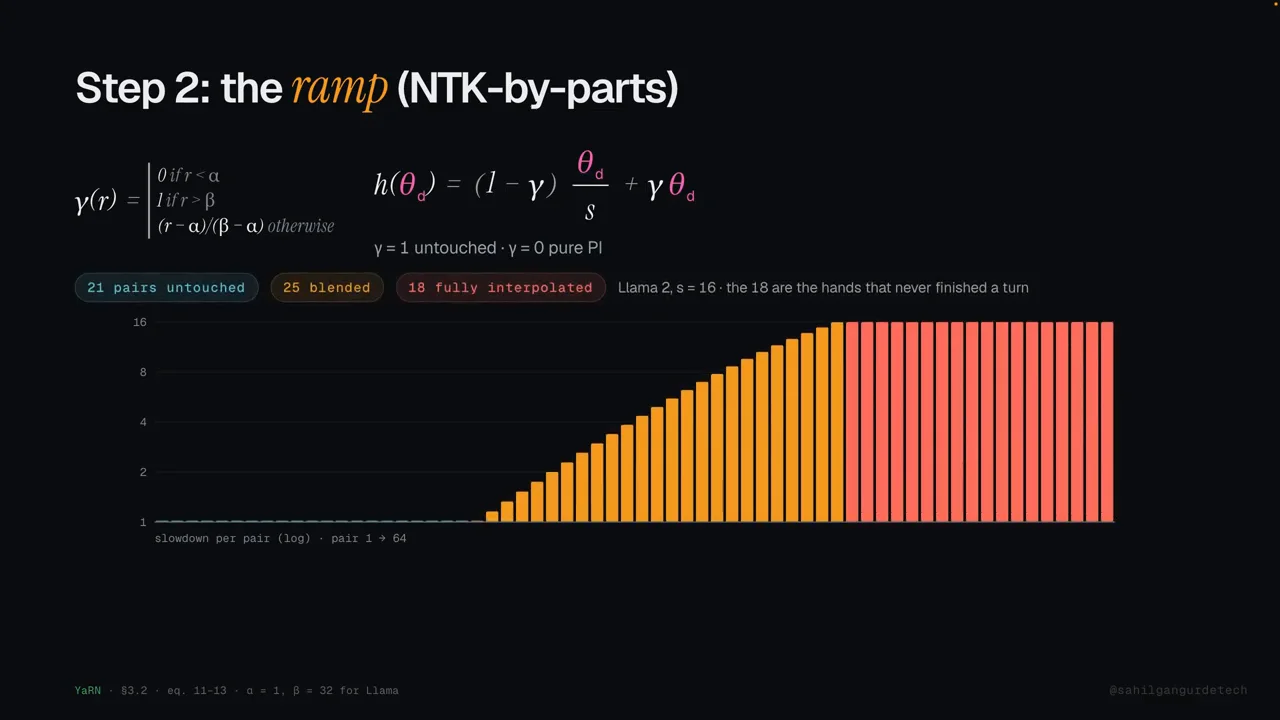 Step 2: the ramp (NTK-by-parts)
γ(r) =
0 if r < α
1 if r > β
(r − α)/(β − α) otherwise
h(θd) = (1 − γ) θd/s + γ θd
γ = 1 untouched · γ = 0 pure PI
21 pairs untouched
25 blended
18 fully interpolated
Llama 2, s = 16 · the 18 are the hands that never finished a turn
16
8
4
2
1
slowdown per pair (log) · pair 1 → 64
YaRN · §3.2 · eq. 11–13 · α = 1, β = 32 for Llama
@sahilgangurdetech